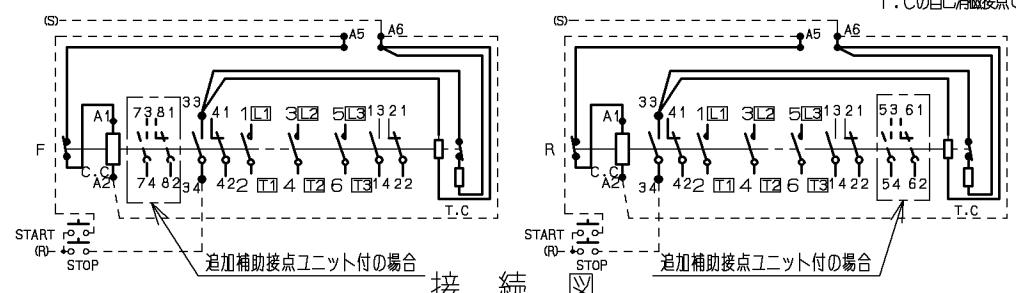 T.Cの自己消磁接点
(S) A6
A5
33
73 81 41 1 L1 3 L2 5 L3 13 21
A1
F
C.C
A2 74 82 34 42 2 T1 4 T2 6 T3 14 22
T.C
START
(R)
STOP
追加補助接点ユニット付の場合
(S) A6
A5
33
41 1 L1 3 L2 5 L3 13 21 53 61
A1
R
C.C
A2 34 42 2 T1 4 T2 6 T3 14 22 54 62
T.C
START
(R)
STOP
追加補助接点ユニット付の場合
接続図